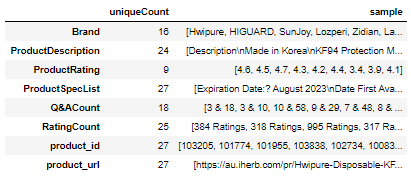 uniqueCount sample
Brand 16 [Hwipure, HIGUARD, SunJoy, Lozperi, Zidian, La...
ProductDescription 24 [Description\nMade in Korea\nKF94 Protection M...
ProductRating 9 [4.6, 4.5, 4.7, 4.3, 4.2, 4.4, 3.4, 3.9, 4.1]
ProductSpecList 27 [Expiration Date:? August 2023\nDate First Ava...
Q&ACount 18 [3 & 18, 3 & 10, 10 & 58, 9 & 29, 7 & 48, 8 & ...
RatingCount 25 [384 Ratings, 318 Ratings, 995 Ratings, 317 Ra...
product_id 27 [103205, 101774, 101955, 103838, 102734, 10083...
product_url 27 [https://au.iherb.com/pr/Hwipure-Disposable-KF...